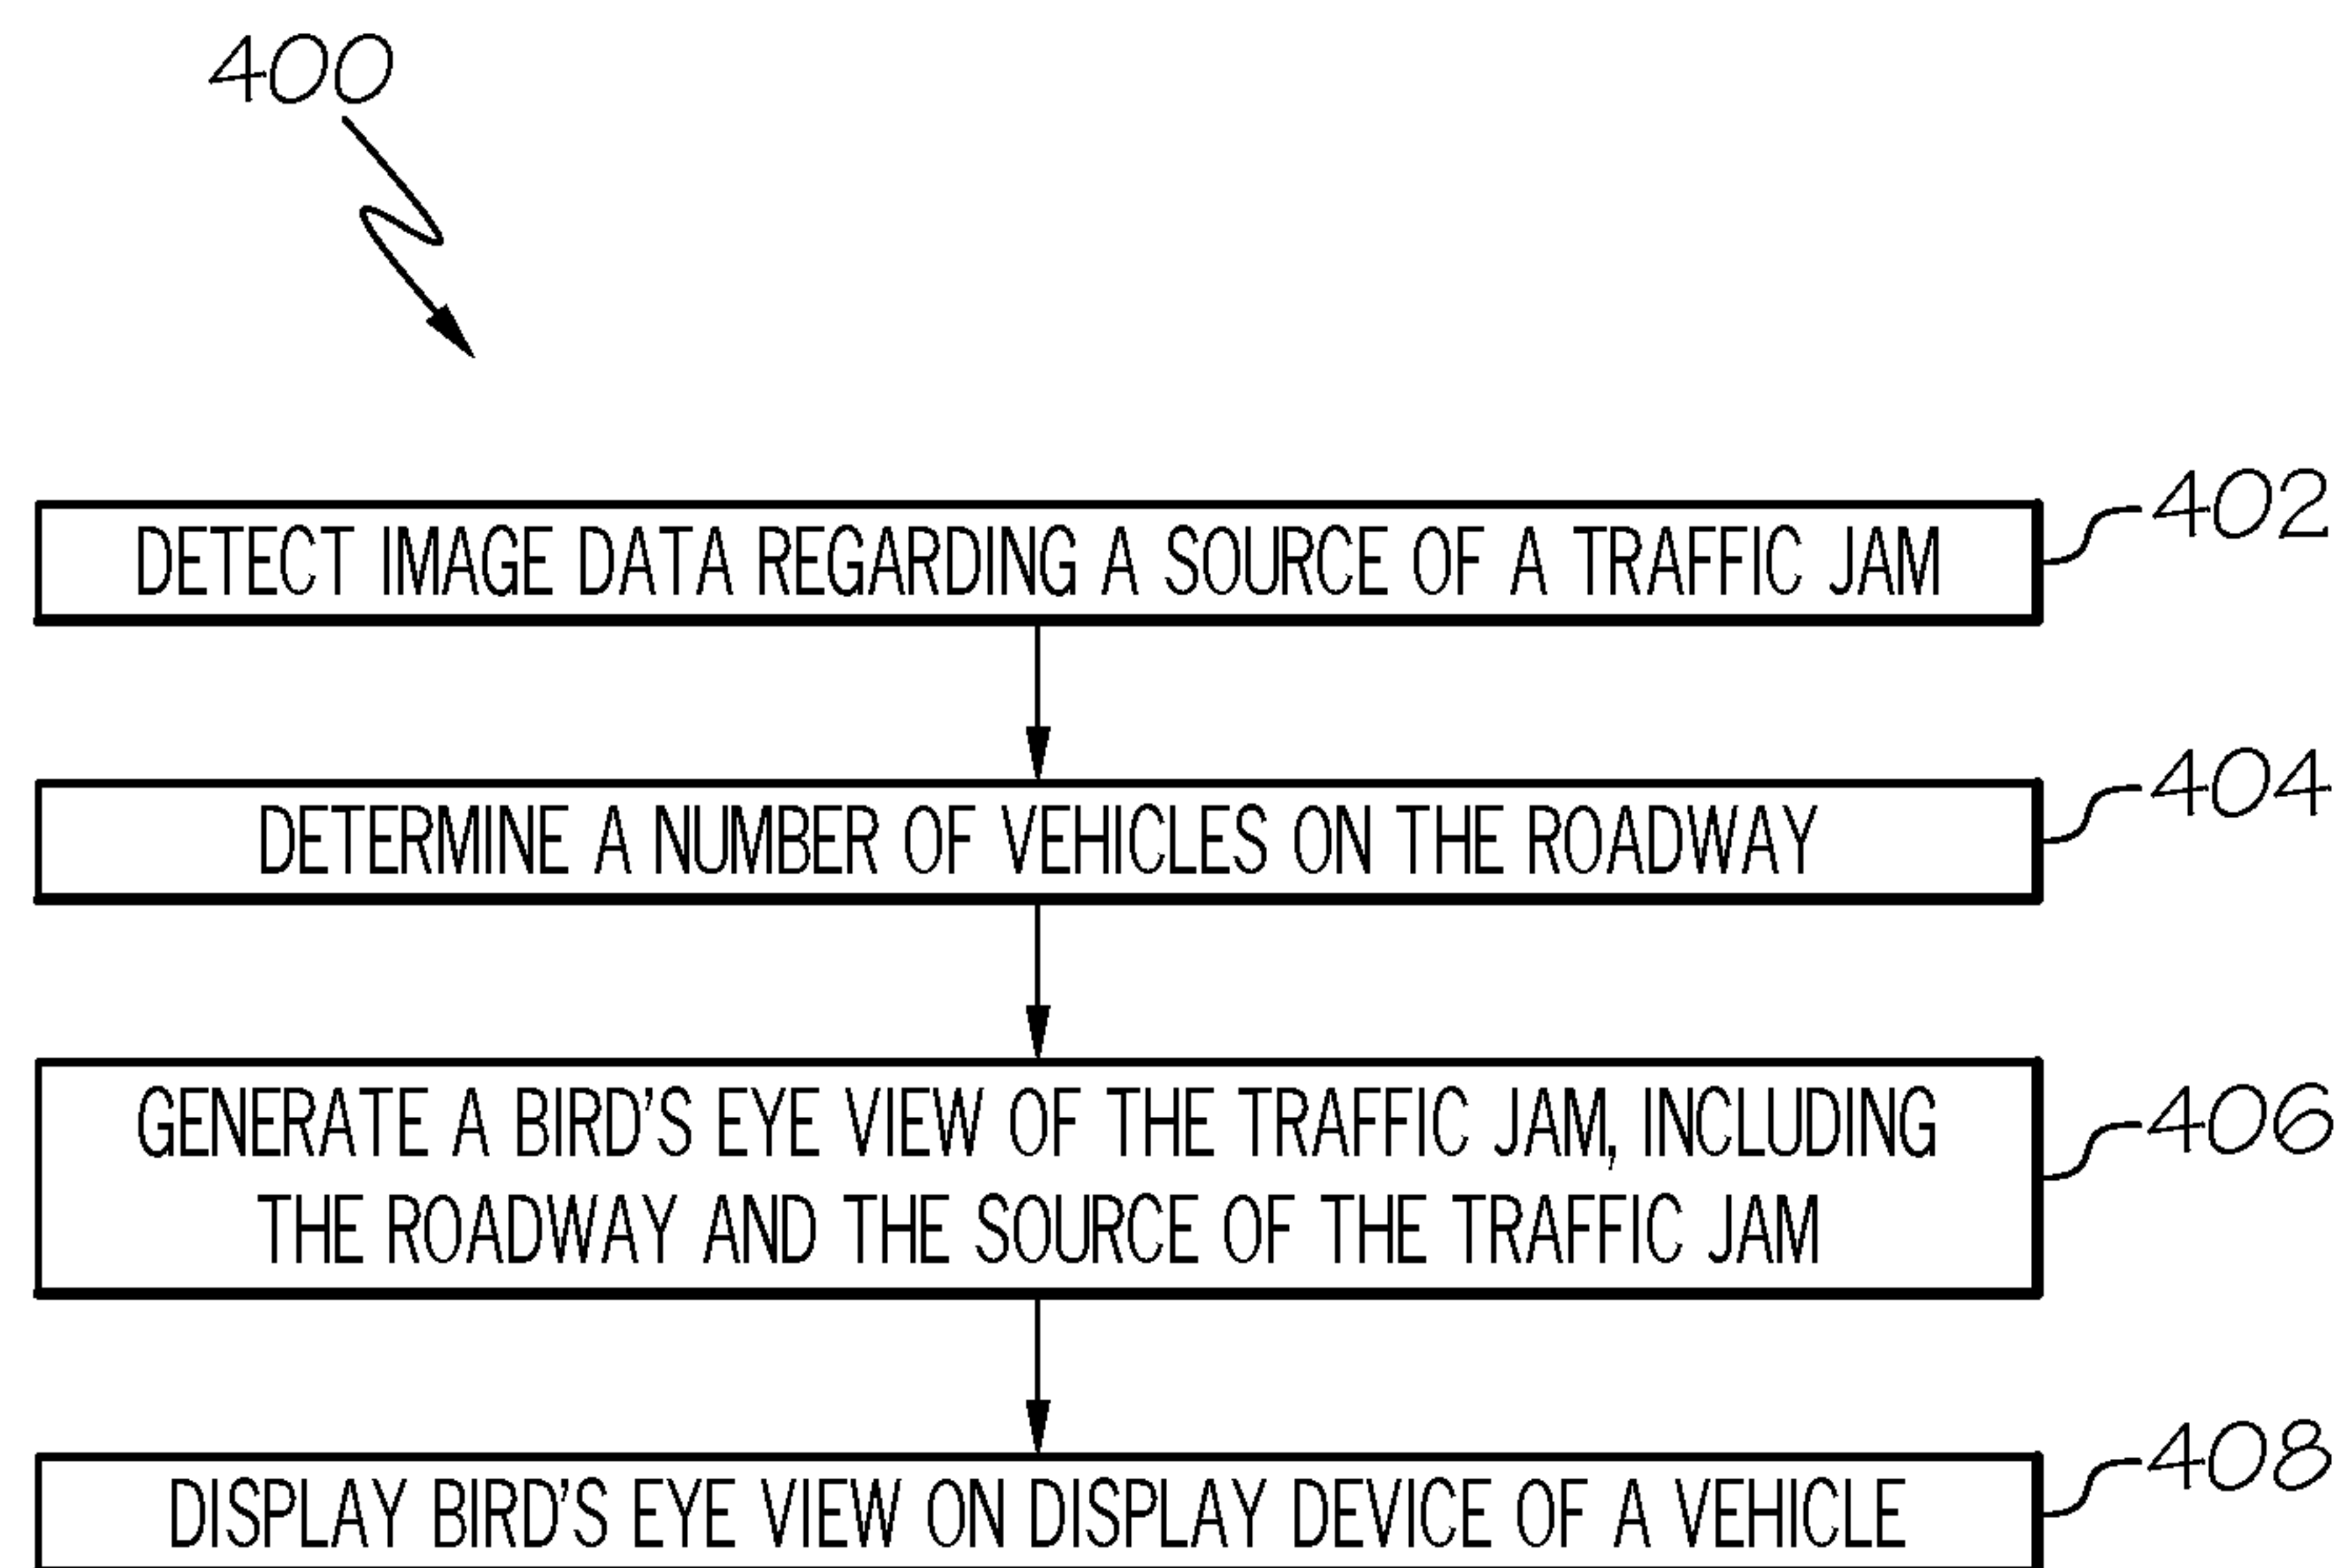 400
DETECT IMAGE DATA REGARDING A SOURCE OF A TRAFFIC JAM
402
DETERMINE A NUMBER OF VEHICLES ON THE ROADWAY
404
GENERATE A BIRD'S EYE VIEW OF THE TRAFFIC JAM, INCLUDING
THE ROADWAY AND THE SOURCE OF THE TRAFFIC JAM
406
DISPLAY BIRD'S EYE VIEW ON DISPLAY DEVICE OF A VEHICLE
408